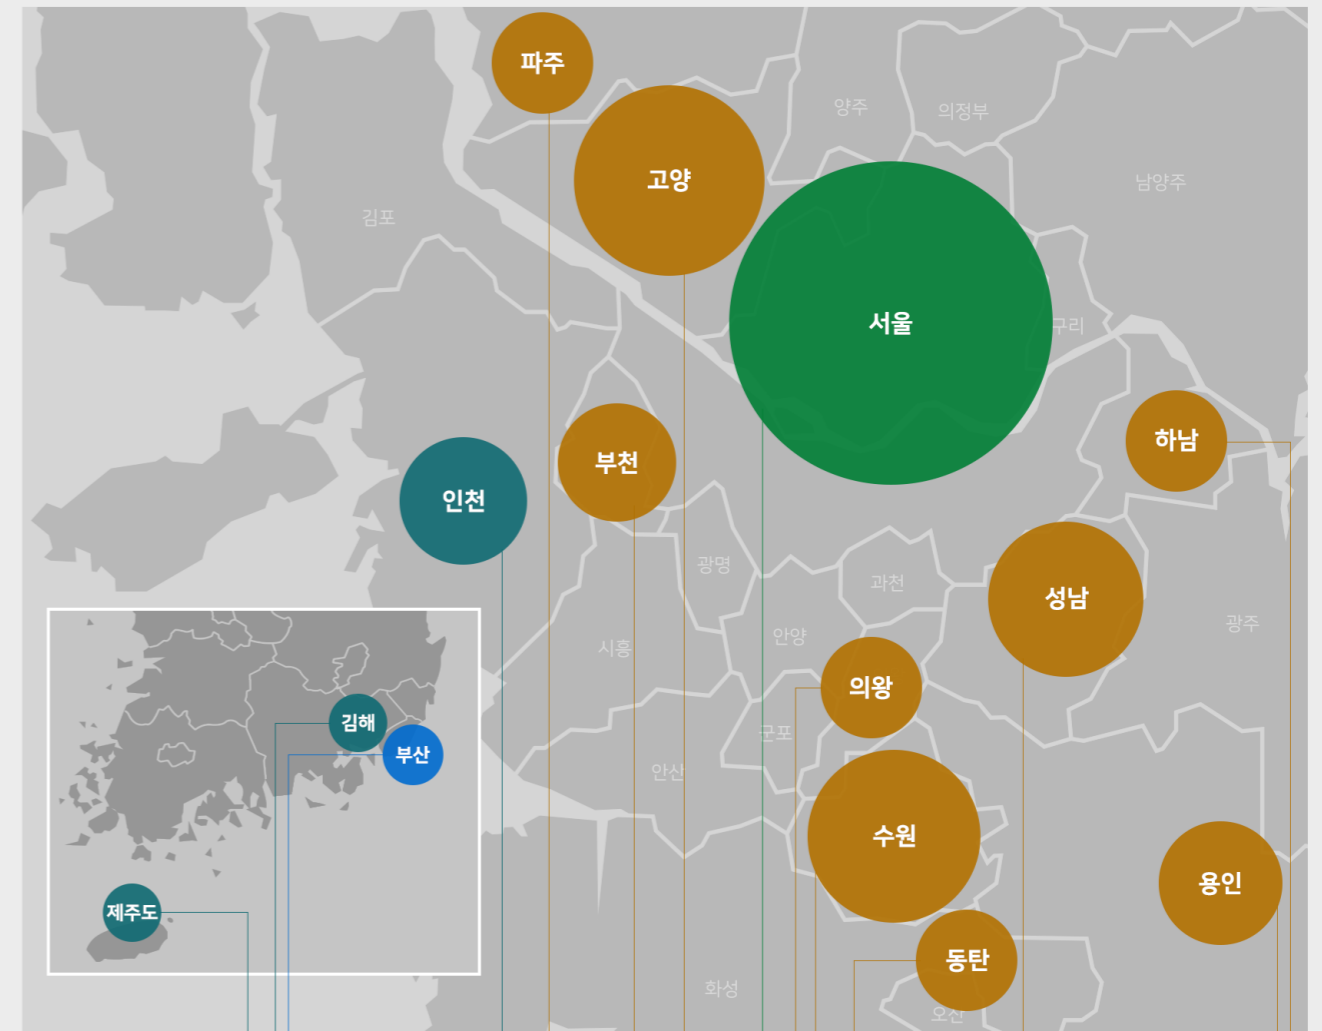 파주
고양
양주
의정부
남양주
김포
서울
구리
하남
부천
인천
광명
과천
성남
광주
시흥
안양
의왕
군포
안산
수원
용인
동탄
화성
오산
김해
부산
제주도